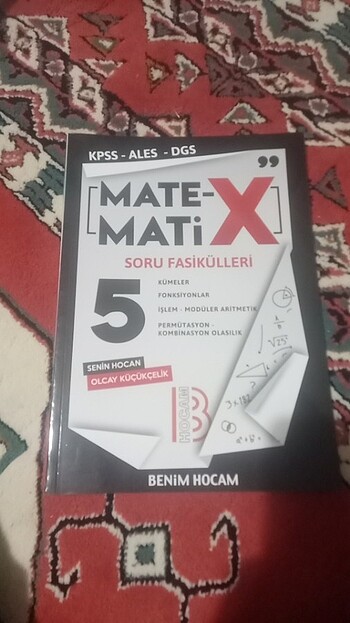 KPSS - ALES - DGS
”
[MATE-
MATİX
SORU FASİKÜLLERİ
5
KÜMELER
FONKSİYONLAR
İŞLEM - MODÜLER ARİTMETİK
PERMÜTASYON -
KOMBİNASYON OLASILIK
SENİN HOCAN
OLCAY KÜÇÜKÇELİK
B
HOCAM
BENİM HOCAM